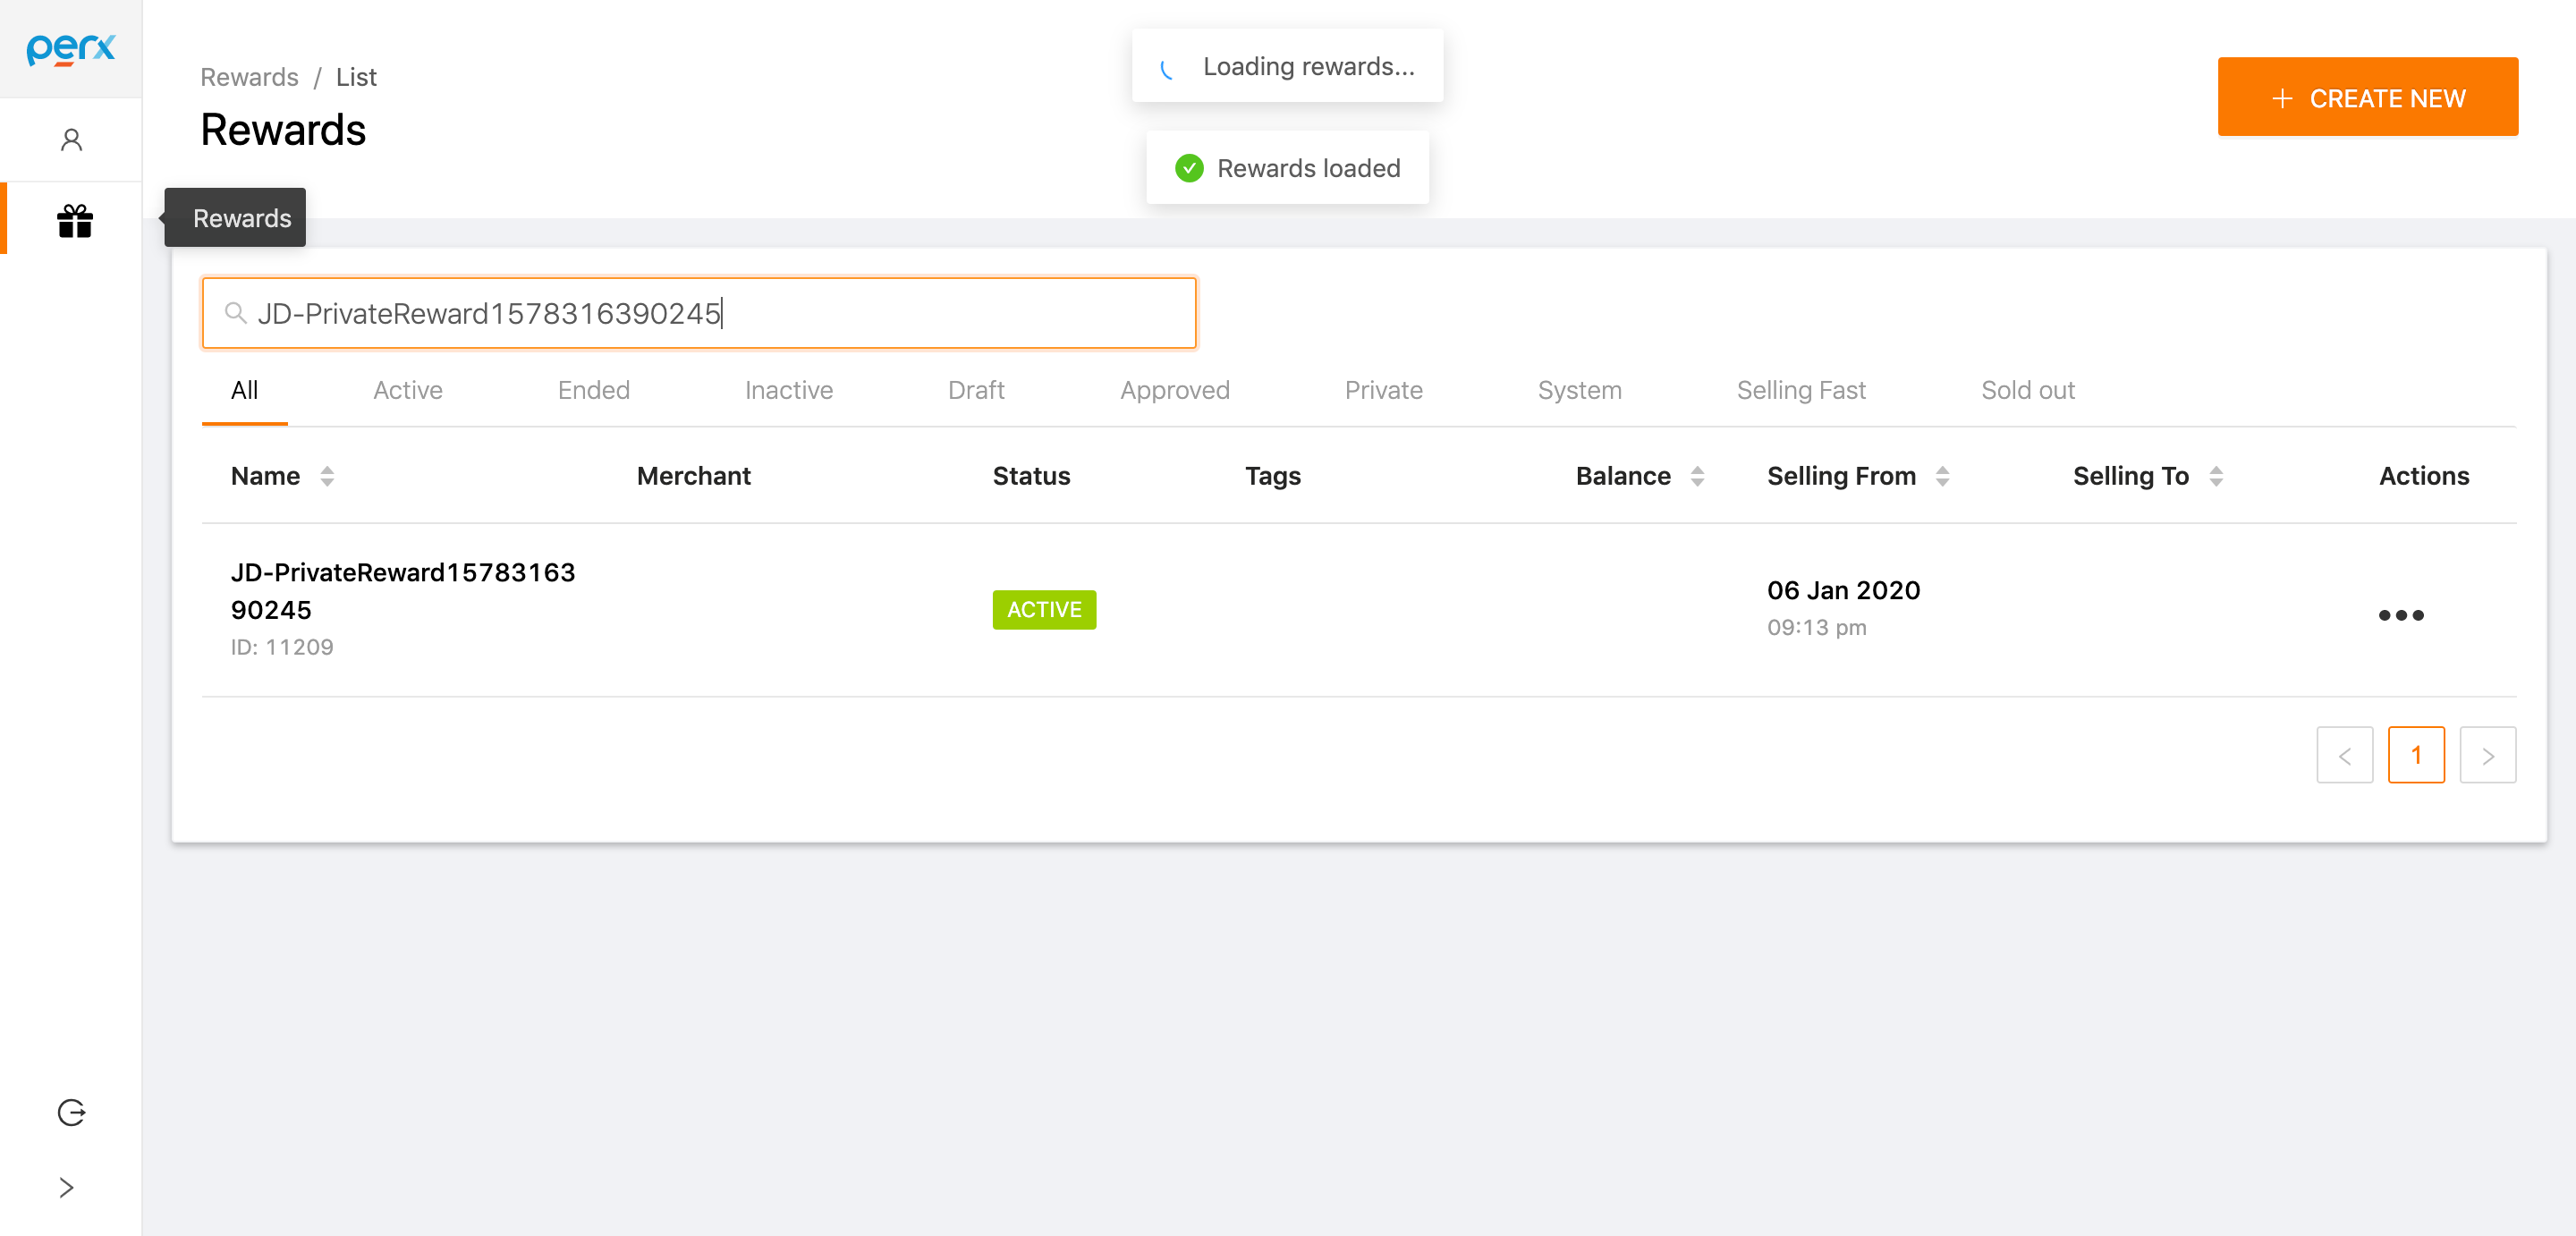 perx
Rewards / List
Rewards
Loading rewards...
Rewards loaded
+ CREATE NEW
Rewards
JD-PrivateReward1578316390245
All Active Ended Inactive Draft Approved Private System Selling Fast Sold out
Name Merchant Status Tags Balance Selling From Selling To Actions
JD-PrivateReward15783163
90245
ID: 11209
ACTIVE
06 Jan 2020
09:13 pm
1